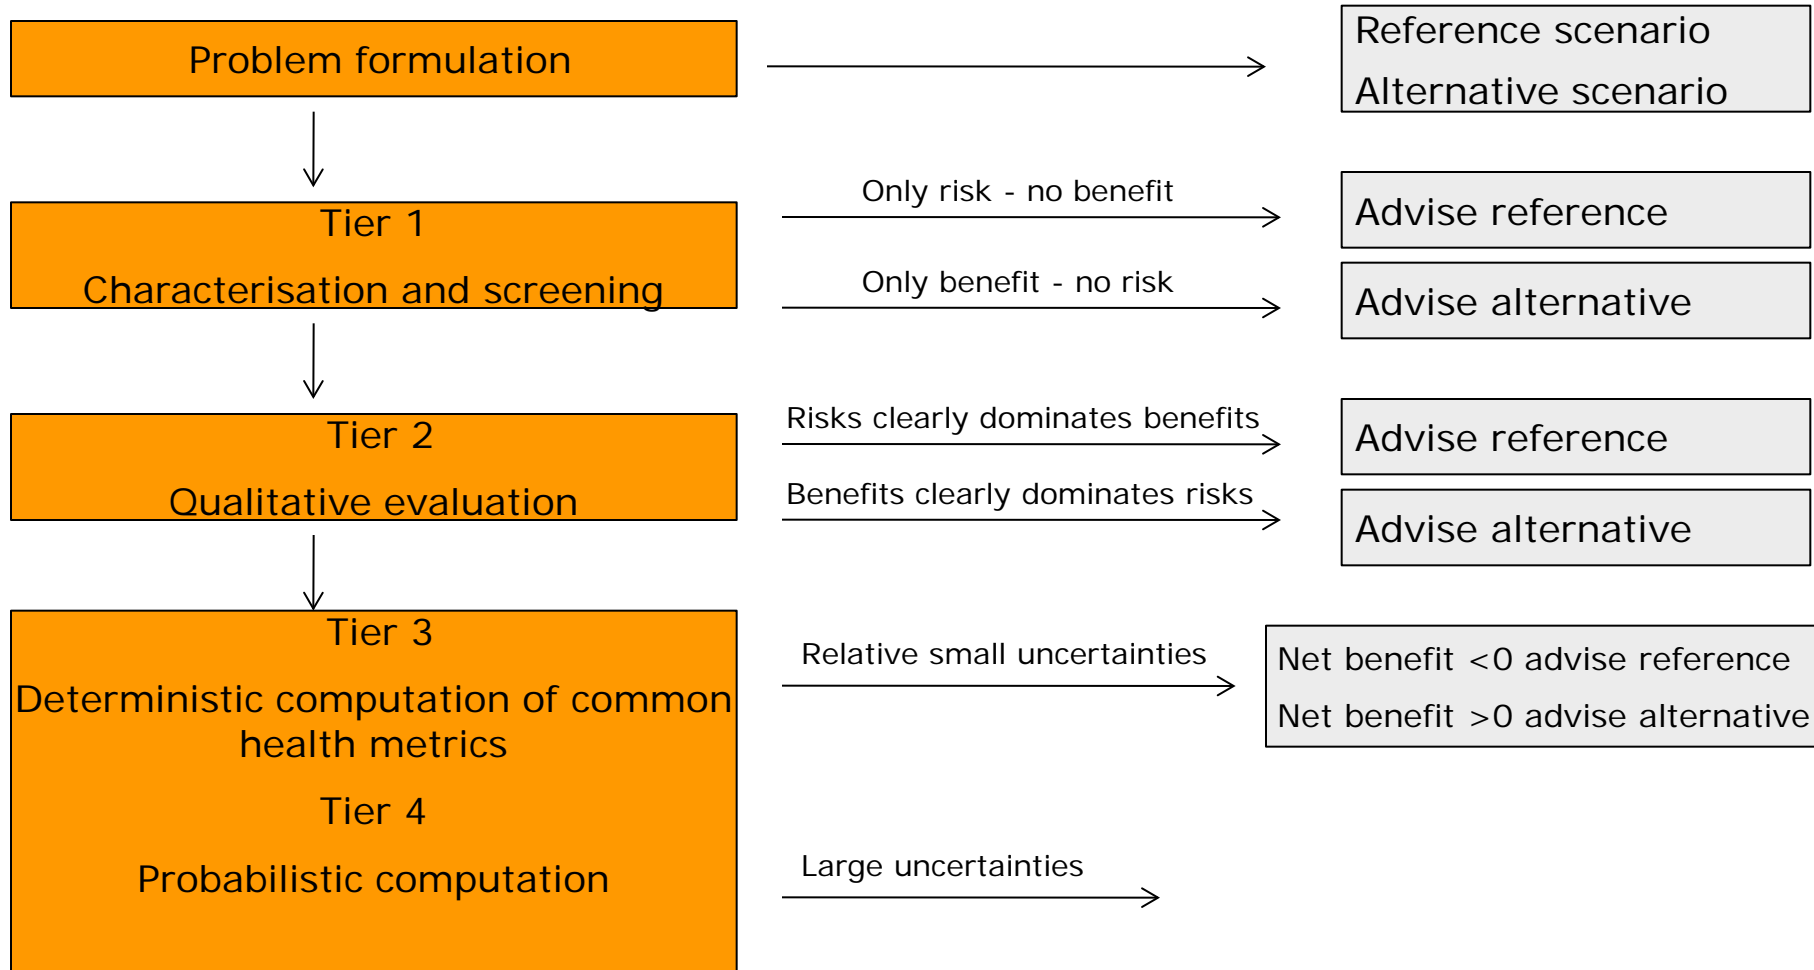 Problem formulation
Reference scenario
Alternative scenario
Tier 1
Characterisation and screening
Only risk - no benefit
Advise reference
Only benefit - no risk
Advise alternative
Tier 2
Qualitative evaluation
Risks clearly dominates benefits
Advise reference
Benefits clearly dominates risks
Advise alternative
Tier 3
Deterministic computation of common
health metrics
Relative small uncertainties
Net benefit <0 advise reference
Net benefit >0 advise alternative
Tier 4
Probabilistic computation
Large uncertainties